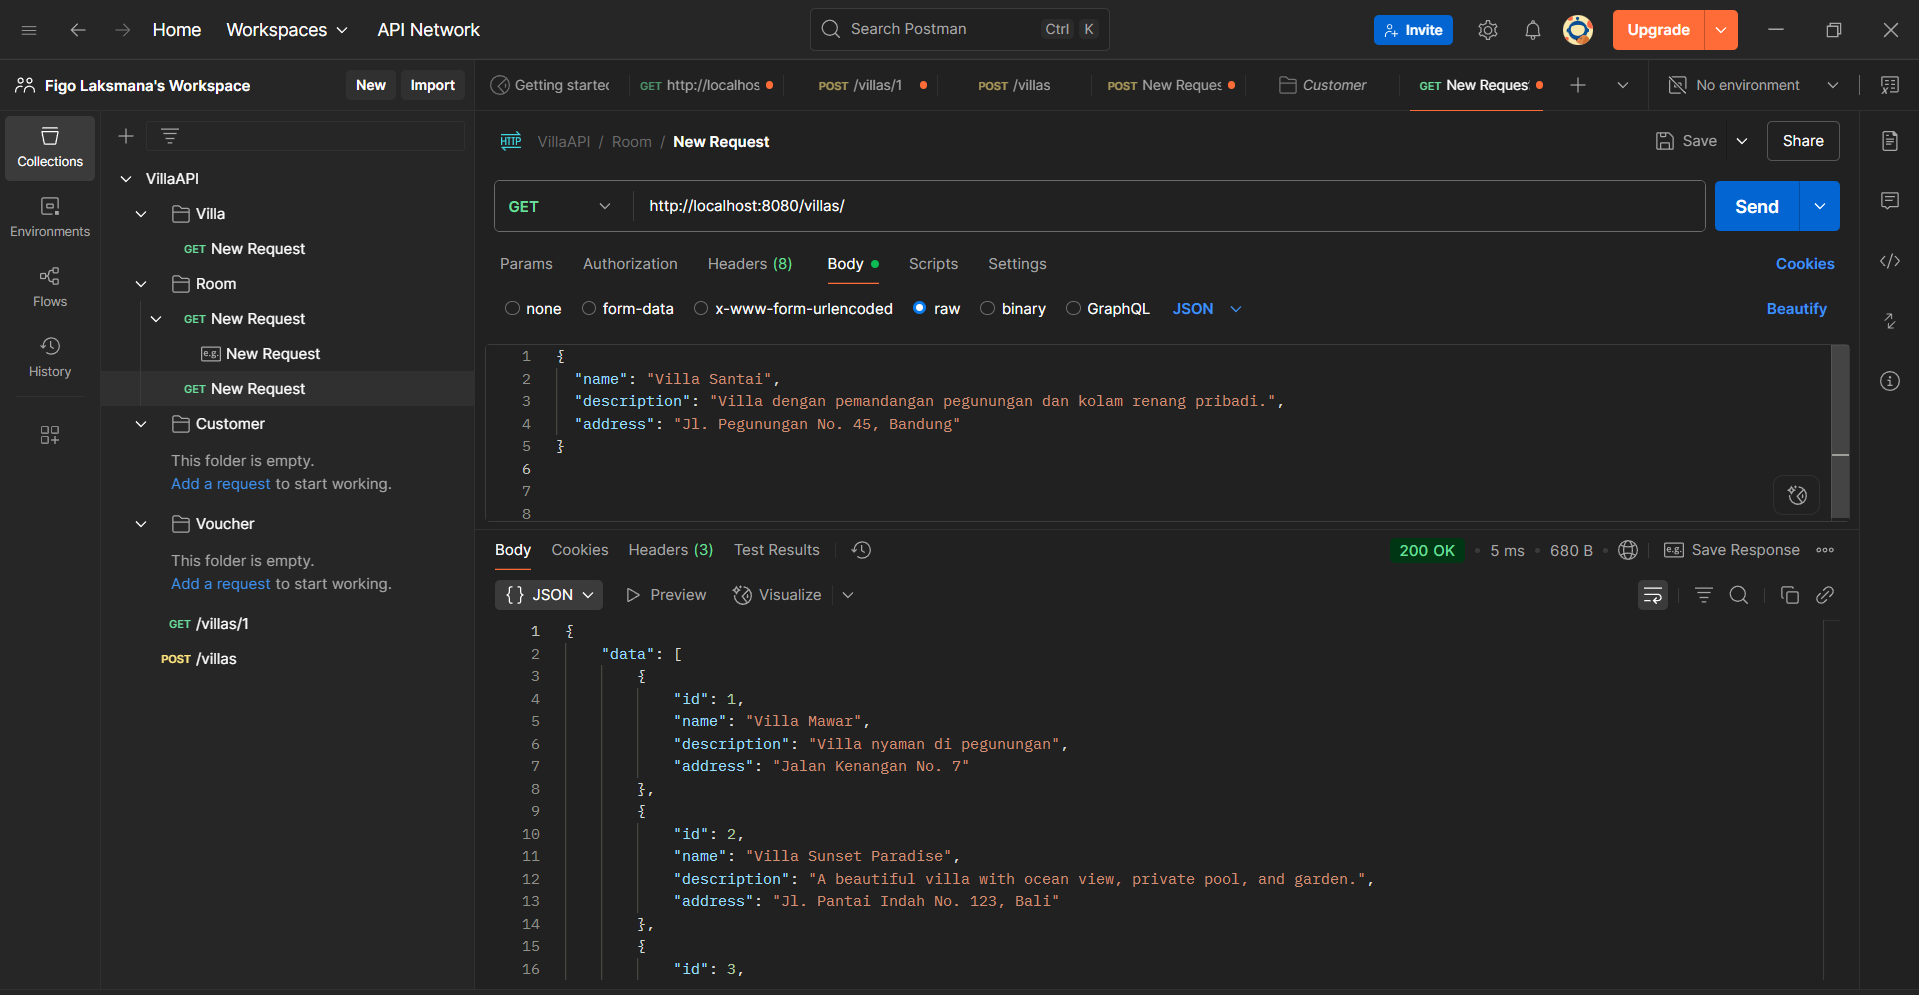 Home Workspaces API Network Search Postman Ctrl K Invite Upgrade
Figo Laksmana's Workspace New Import
Getting started GET http://localhos POST /villas/1 POST /villas POST New Reques Customer GET New Reques No environment
Collections
Environments
Flows
History
VillaAPI
Villa
GET New Request
Room
GET New Request
e.g. New Request
GET New Request
Customer
This folder is empty.
Add a request to start working.
Voucher
This folder is empty.
Add a request to start working.
GET /villas/1
POST /villas
HTTP VillaAPI / Room / New Request Save Share
GET http://localhost:8080/villas/ Send
Params Authorization Headers (8) Body Scripts Settings Cookies
none form-data x-www-form-urlencoded raw binary GraphQL JSON Beautify
1 {
2 "name": "Villa Santai",
3 "description": "Villa dengan pemandangan pegunungan dan kolam renang pribadi.",
4 "address": "Jl. Pegunungan No. 45, Bandung"
5 }
6
7
8
Body Cookies Headers (3) Test Results 200 OK 5 ms 680 B e.g. Save Response
{} JSON Preview Visualize
1 {
2 "data": [
3 {
4 "id": 1,
5 "name": "Villa Mawar",
6 "description": "Villa nyaman di pegunungan",
7 "address": "Jalan Kenangan No. 7"
8 },
9 {
10 "id": 2,
11 "name": "Villa Sunset Paradise",
12 "description": "A beautiful villa with ocean view, private pool, and garden.",
13 "address": "Jl. Pantai Indah No. 123, Bali"
14 },
15 {
16 "id": 3,